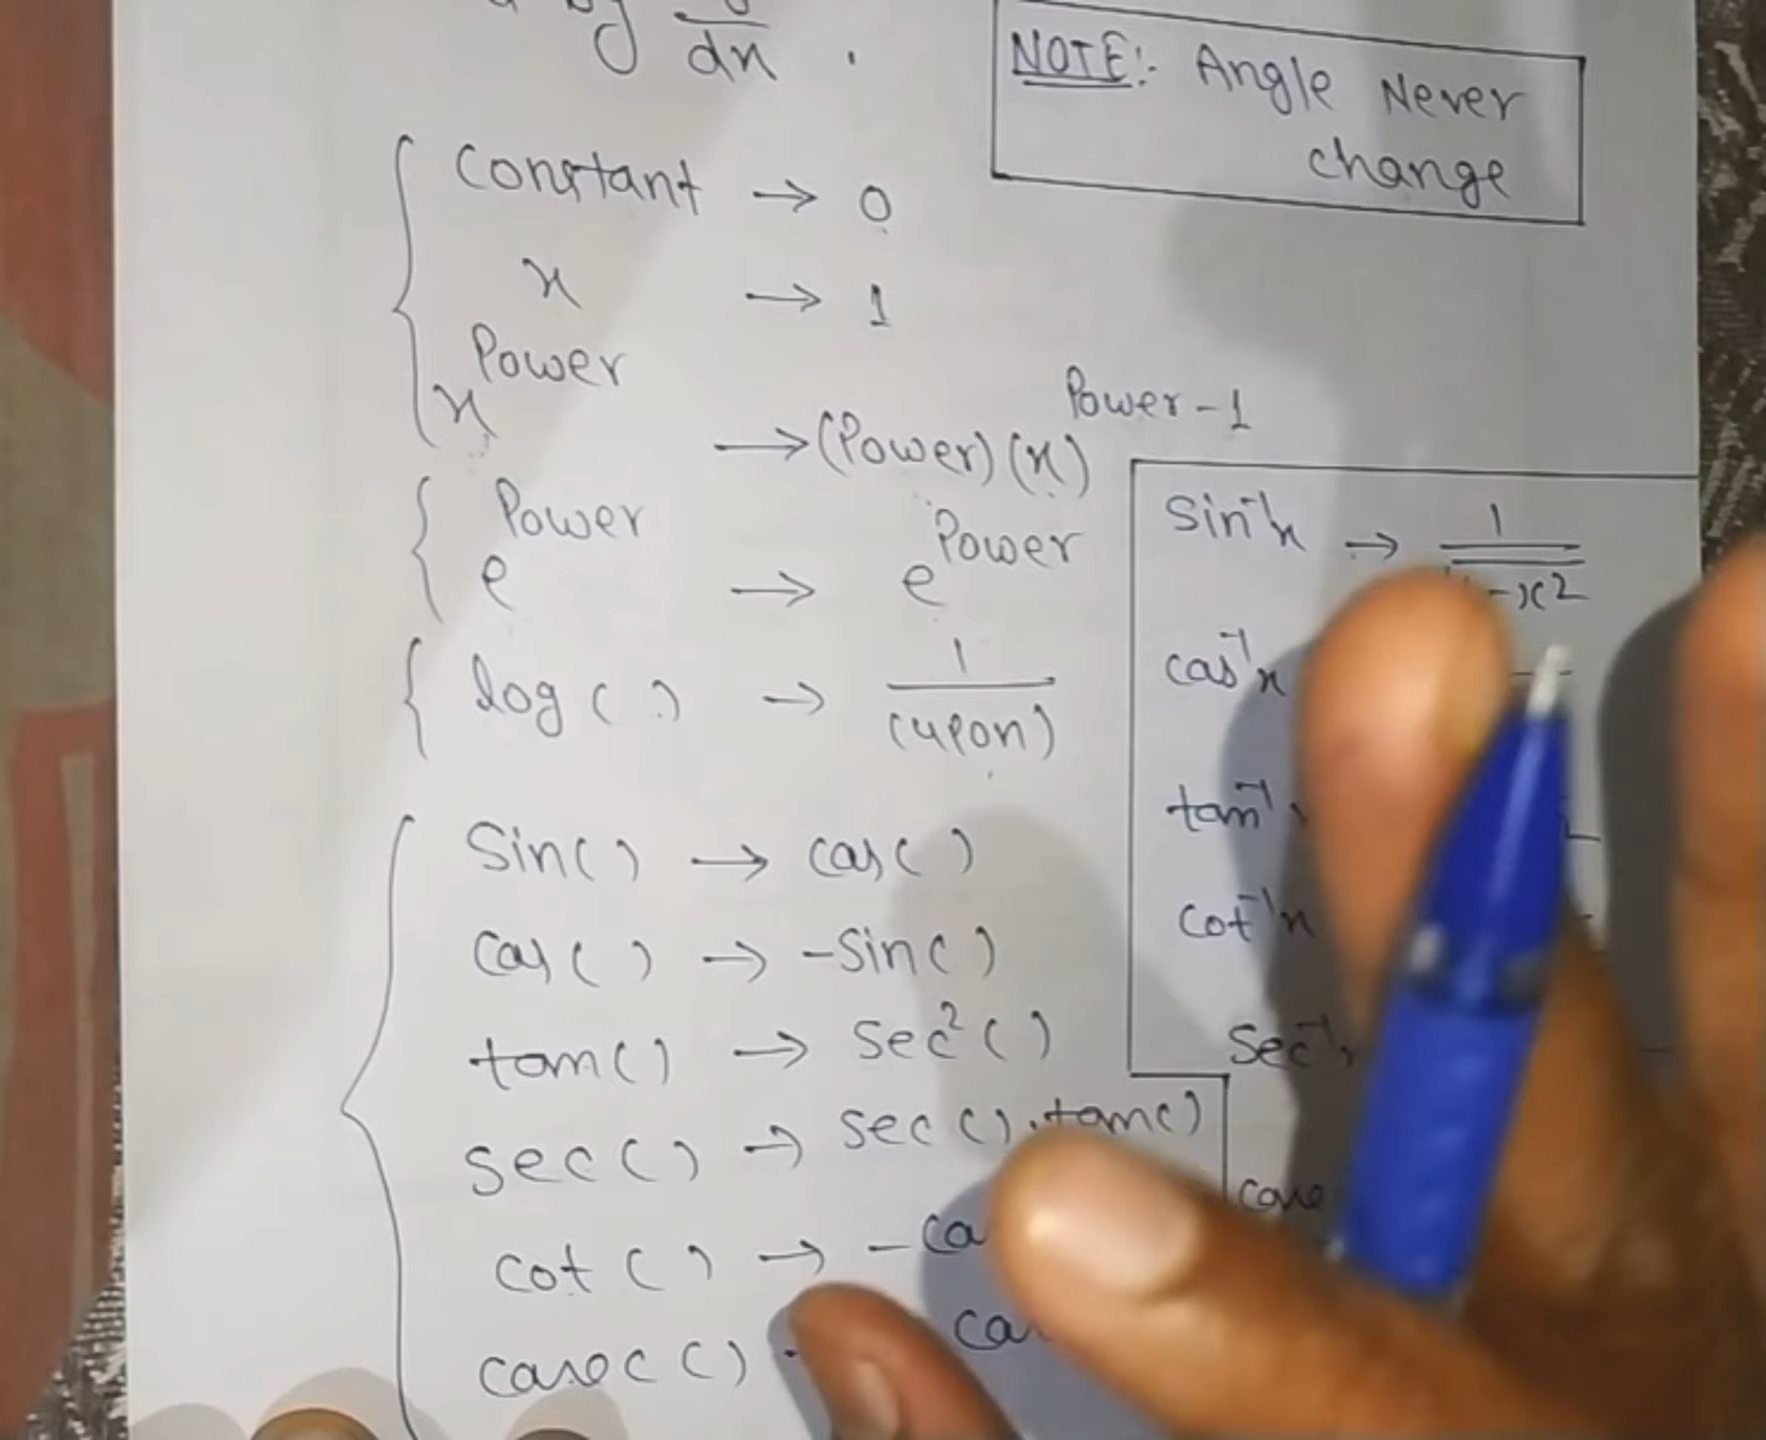 by
dx .
NOTE:- Angle Never
change
Constant → 0
x → 1
x^Power → (Power)(x)^Power-1
e^Power → e^Power
log( ) → 1/(upon)
Sin( ) → cos( )
cos( ) → -Sin( )
tan( ) → sec²( )
sec( ) → sec( ).tan( )
cot( ) → -
cosec( )
sin⁻¹x →
cos⁻¹x
tan⁻¹
cot⁻¹x
sec⁻¹